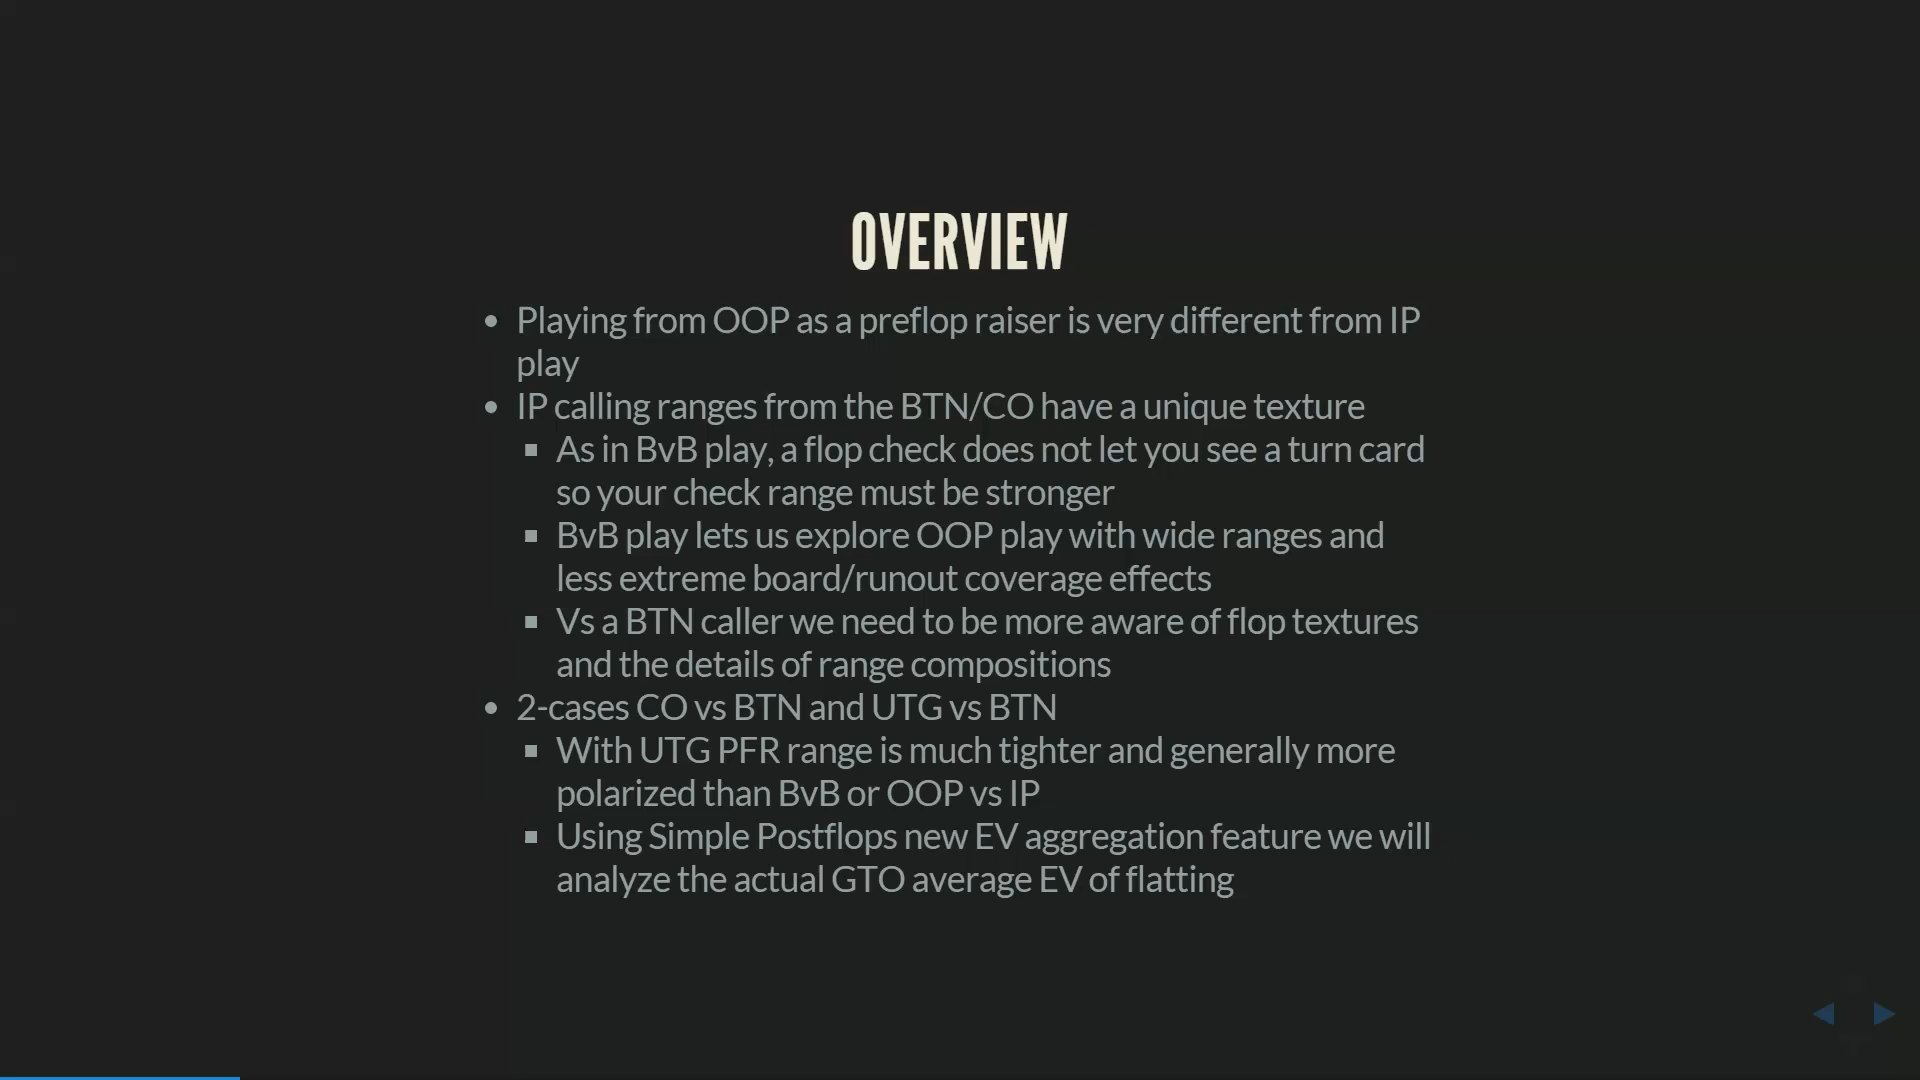 OVERVIEW
• Playing from OOP as a preflop raiser is very different from IP
play
• IP calling ranges from the BTN/CO have a unique texture
▪ As in BvB play, a flop check does not let you see a turn card
so your check range must be stronger
▪ BvB play lets us explore OOP play with wide ranges and
less extreme board/runout coverage effects
▪ Vs a BTN caller we need to be more aware of flop textures
and the details of range compositions
• 2-cases CO vs BTN and UTG vs BTN
▪ With UTG PFR range is much tighter and generally more
polarized than BvB or OOP vs IP
▪ Using Simple Postflops new EV aggregation feature we will
analyze the actual GTO average EV of flatting